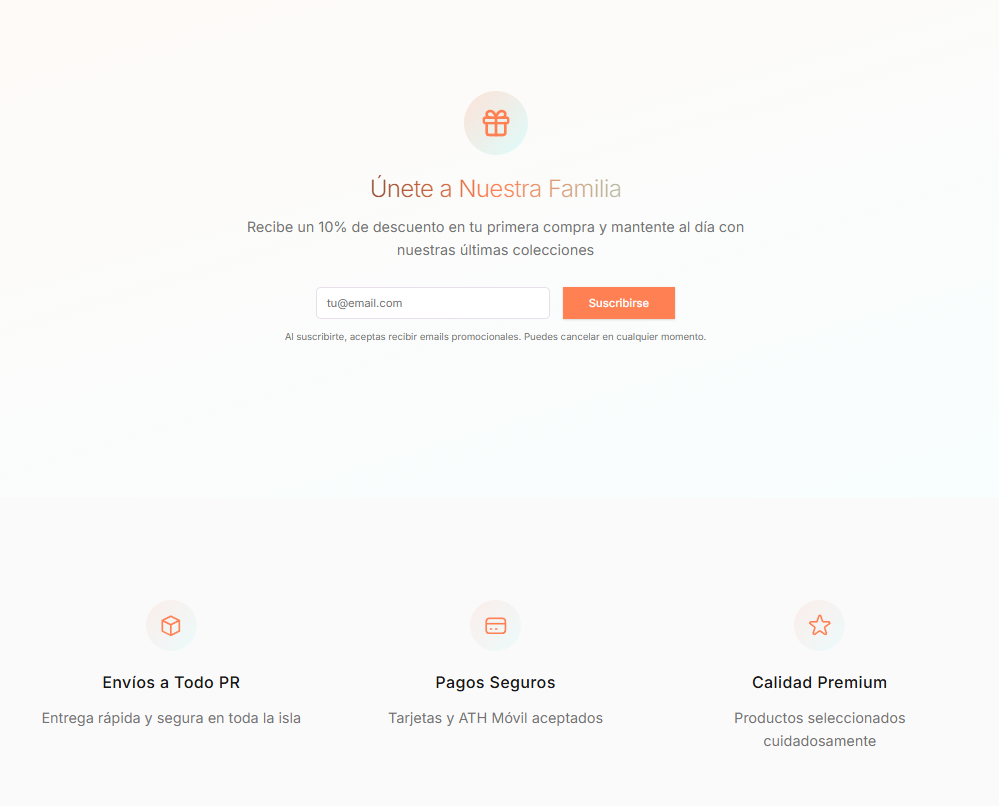 Únete a Nuestra Familia
Recibe un 10% de descuento en tu primera compra y mantente al día con
nuestras últimas colecciones
tu@email.com
Suscribirse
Al suscribirte, aceptas recibir emails promocionales. Puedes cancelar en cualquier momento.
Envíos a Todo PR
Entrega rápida y segura en toda la isla
Pagos Seguros
Tarjetas y ATH Móvil aceptados
Calidad Premium
Productos seleccionados
cuidadosamente